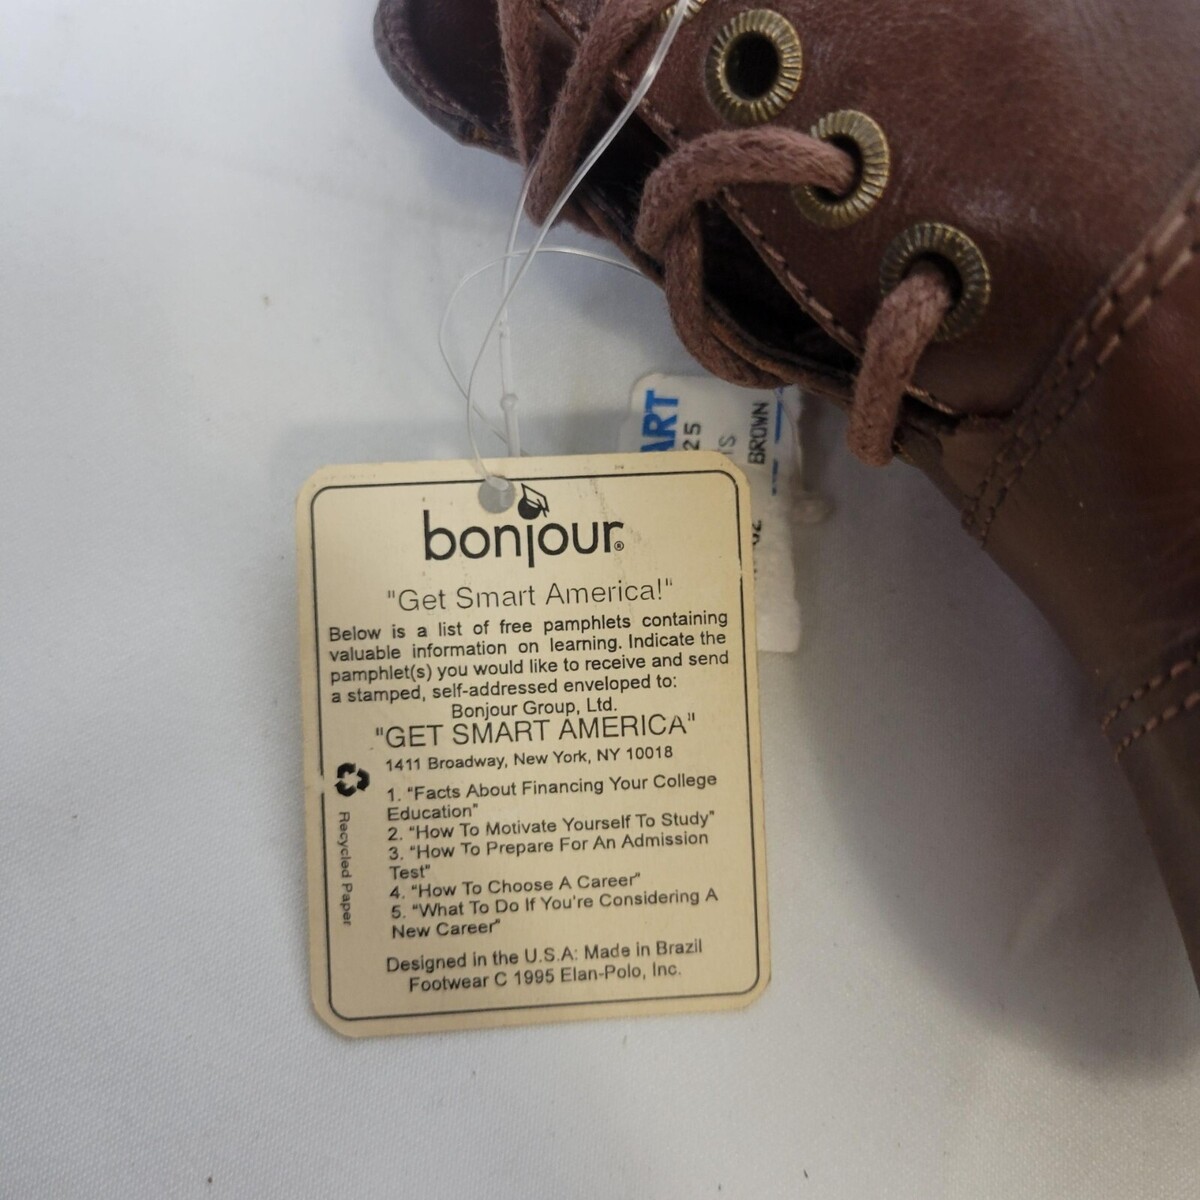 bonjour®
"Get Smart America!"
Below is a list of free pamphlets containing
valuable information on learning. Indicate the
pamphlet(s) you would like to receive and send
a stamped, self-addressed enveloped to:
Bonjour Group, Ltd.
"GET SMART AMERICA"
1411 Broadway, New York, NY 10018
1. "Facts About Financing Your College
Education"
2. "How To Motivate Yourself To Study"
3. "How To Prepare For An Admission
Test"
4. "How To Choose A Career"
5. "What To Do If You're Considering A
New Career"
Designed in the U.S.A: Made in Brazil
Footwear C 1995 Elan-Polo, Inc.
Recycled Paper
ART
25
BROWN